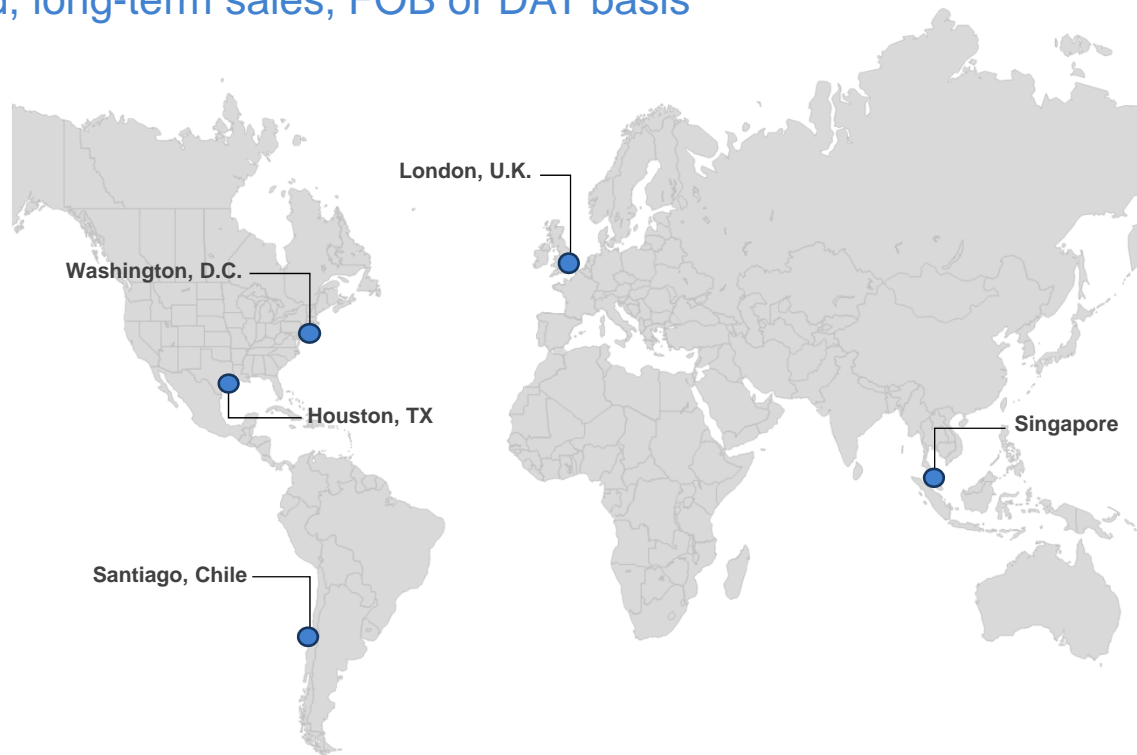 long-term sales, FOB or DAT basis
London, U.K.
Washington, D.C.
Houston, TX
Singapore
Santiago, Chile